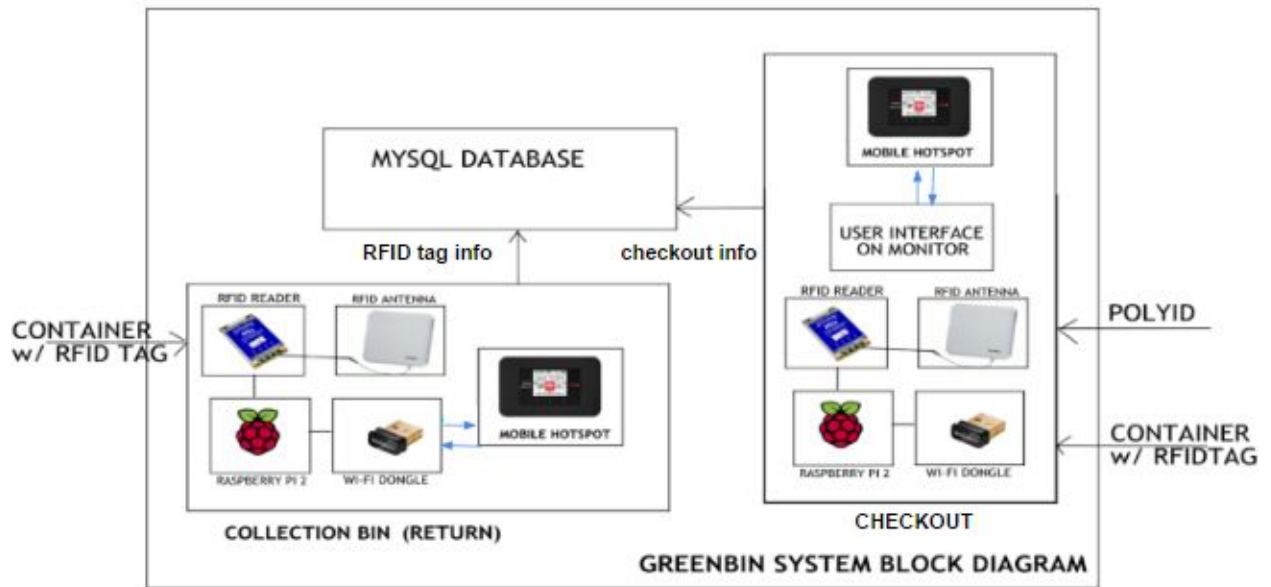 MOBILE HOTSPOT
MYSQL DATABASE
USER INTERFACE
ON MONITOR
RFID tag info
checkout info
RFID READER
RFID ANTENNA
RFID READER
RFID ANTENNA
POLYID
CONTAINER
w/ RFID TAG
MOBILE HOTSPOT
CONTAINER
w/ RFIDTAG
RASPBERRY PI 2
WI-FI DONGLE
RASPBERRY PI 2
WI-FI DONGLE
COLLECTION BIN (RETURN)
CHECKOUT
GREENBIN SYSTEM BLOCK DIAGRAM